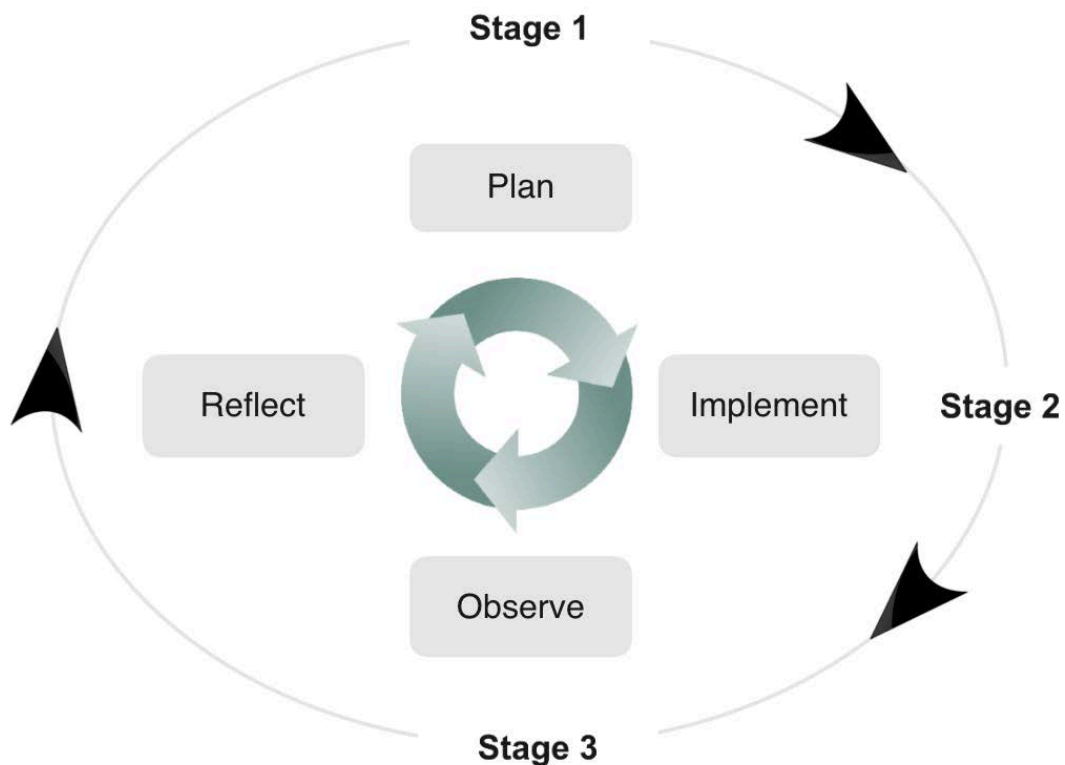 Stage 1
Plan
Reflect
Implement
Stage 2
Observe
Stage 3